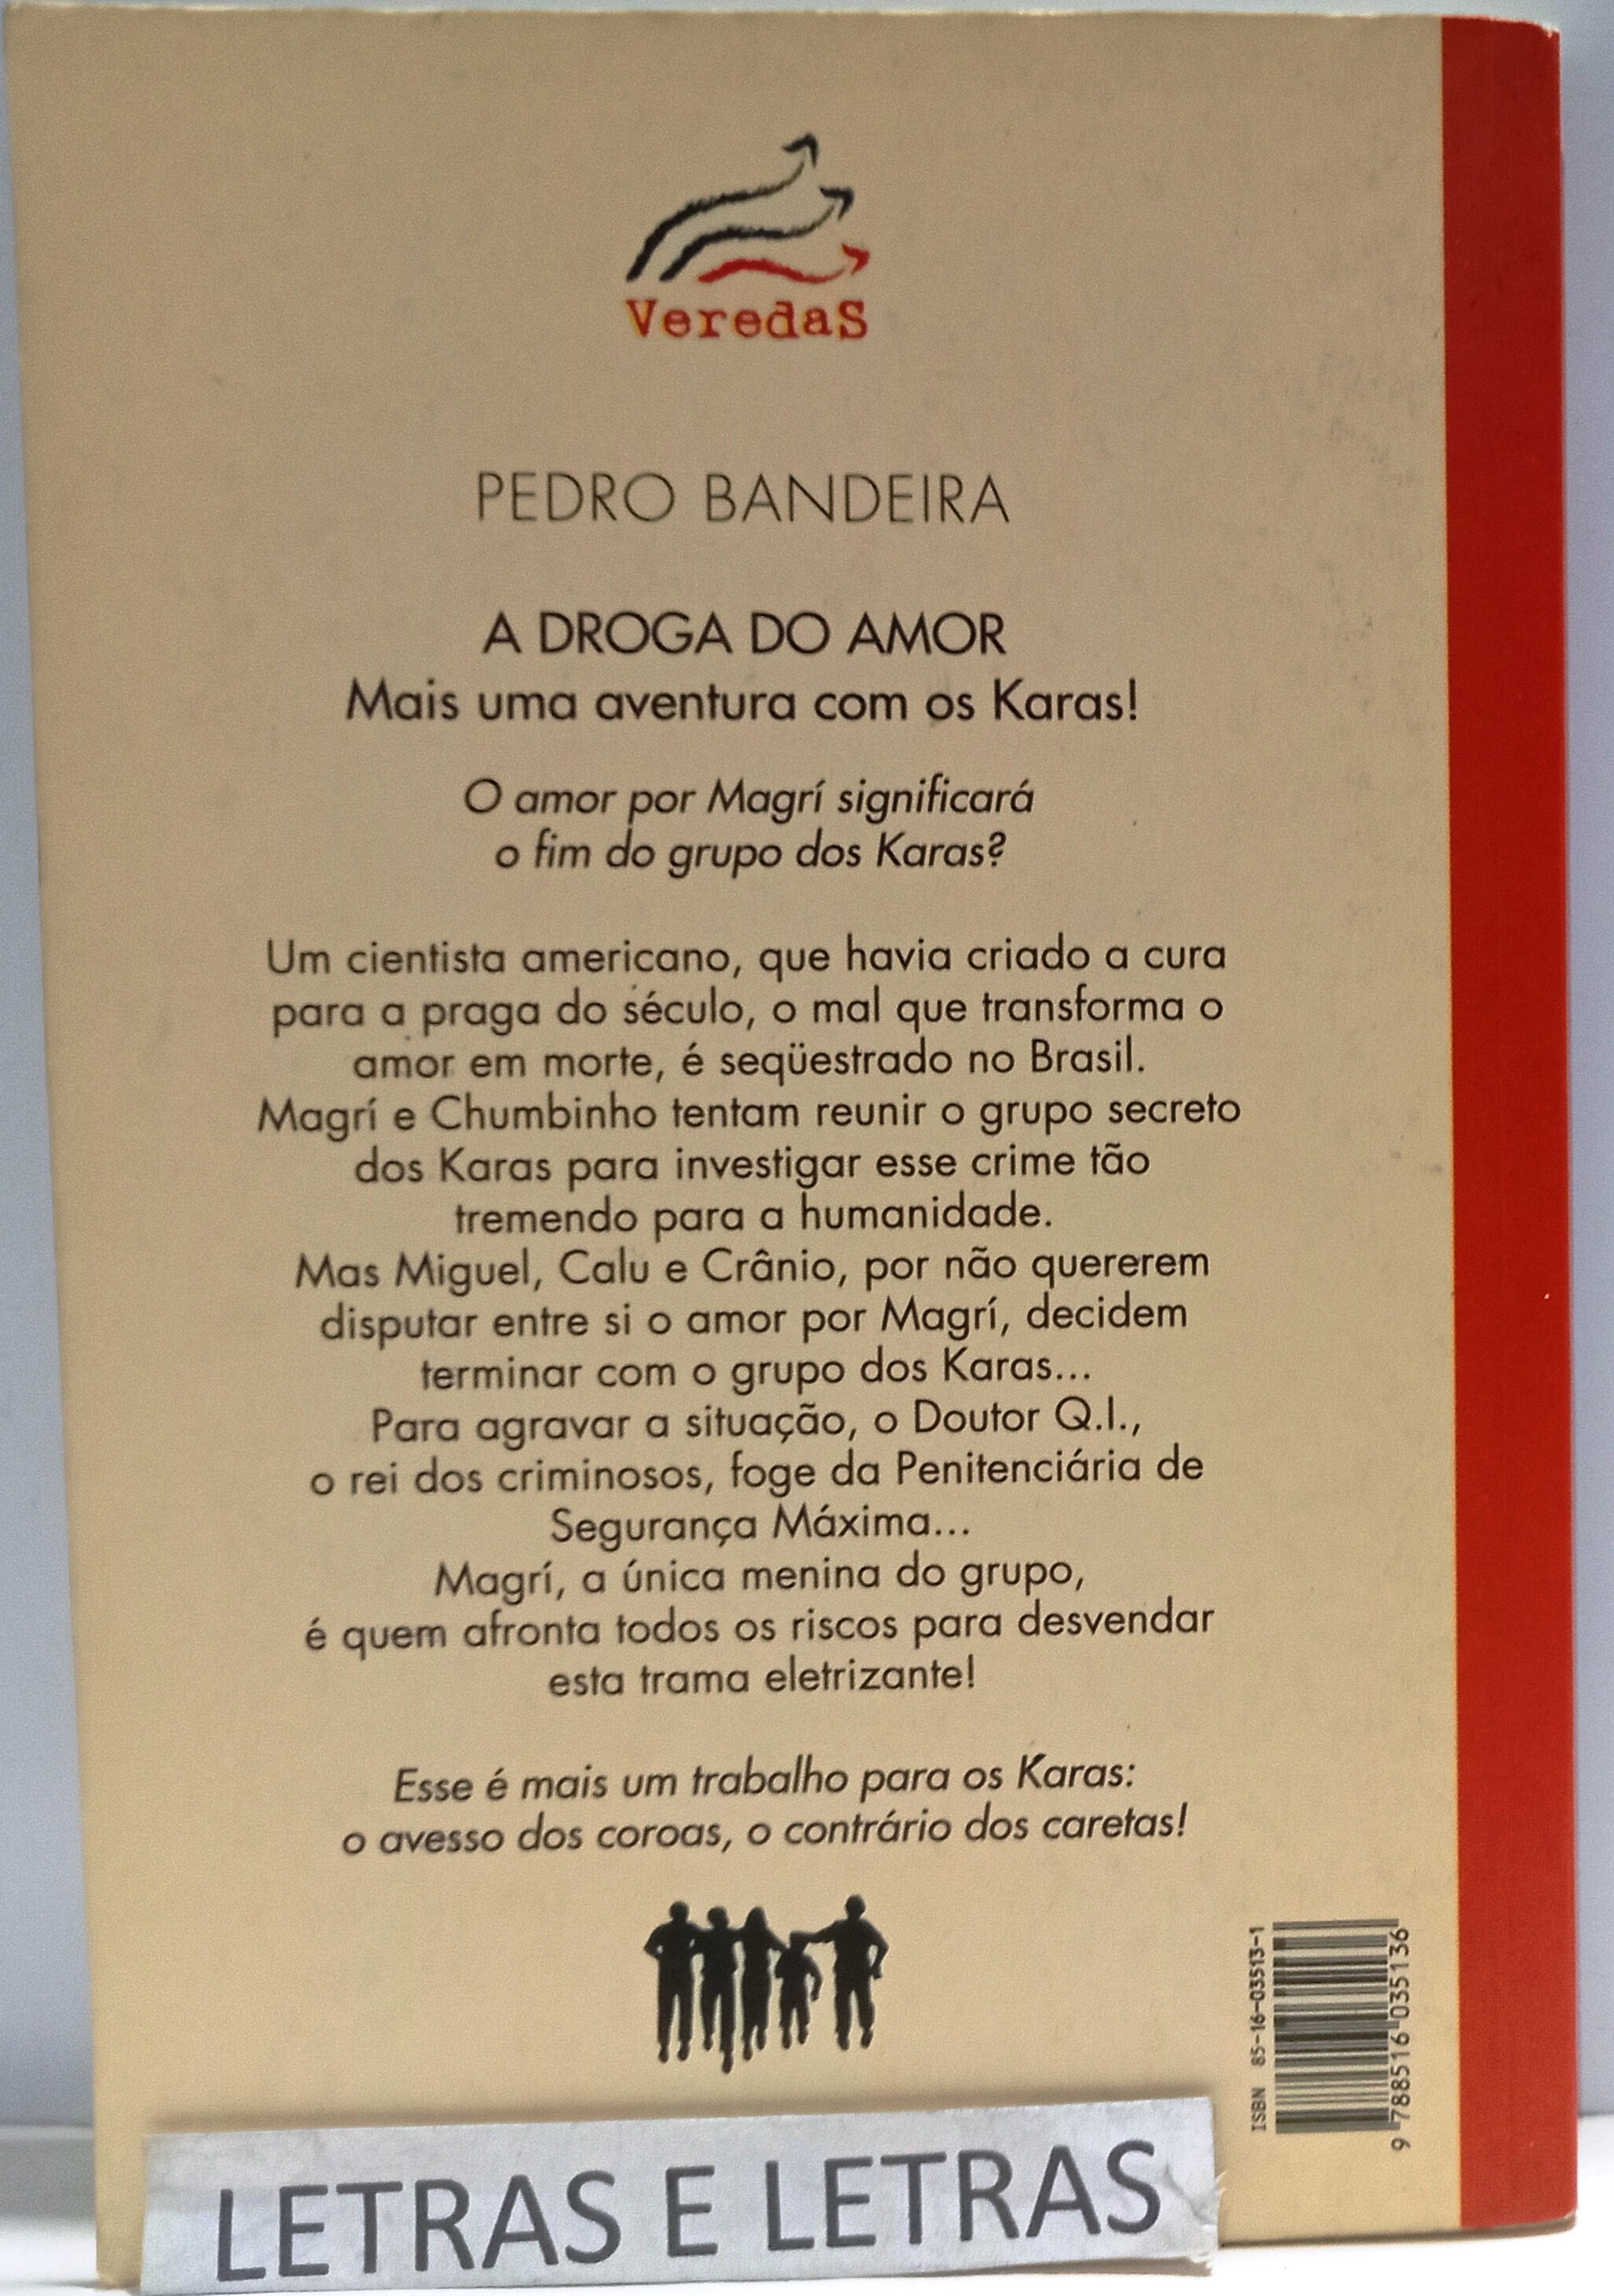 VeredaS
PEDRO BANDEIRA
A DROGA DO AMOR
Mais uma aventura com os Karas!
O amor por Magrí significará
o fim do grupo dos Karas?
Um cientista americano, que havia criado a cura
para a praga do século, o mal que transforma o
amor em morte, é seqüestrado no Brasil.
Magrí e Chumbinho tentam reunir o grupo secreto
dos Karas para investigar esse crime tão
tremendo para a humanidade.
Mas Miguel, Calu e Crânio, por não quererem
disputar entre si o amor por Magrí, decidem
terminar com o grupo dos Karas...
Para agravar a situação, o Doutor Q.I.,
o rei dos criminosos, foge da Penitenciária de
Segurança Máxima...
Magrí, a única menina do grupo,
é quem afronta todos os riscos para desvendar
esta trama eletrizante!
Esse é mais um trabalho para os Karas:
o avesso dos coroas, o contrário dos caretas!
ISBN 85-16-03513-1
9 788516 035136
LETRAS E LETRAS